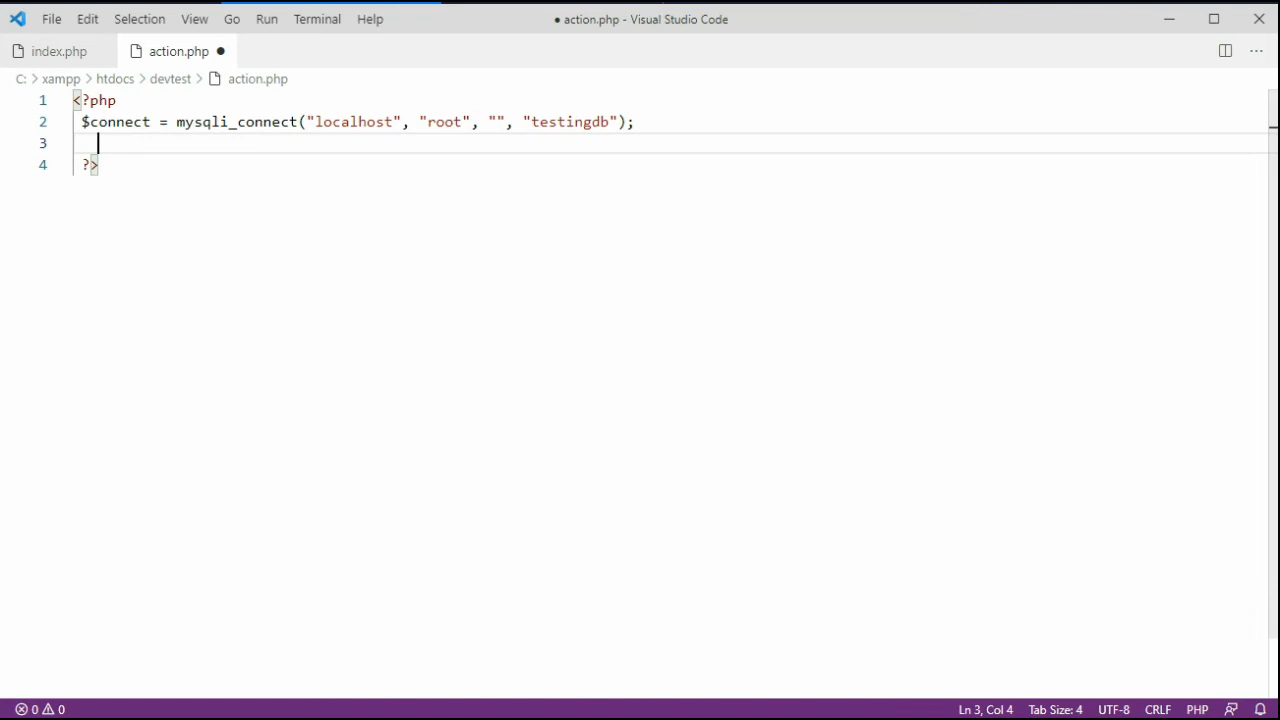 File Edit Selection View Go Run Terminal Help ● action.php - Visual Studio Code
index.php action.php ●
C: > xampp > htdocs > devtest > action.php
1 <?php
2 $connect = mysqli_connect("localhost", "root", "", "testingdb");
3
4 ?>
0 0 Ln 3, Col 4 Tab Size: 4 UTF-8 CRLF PHP